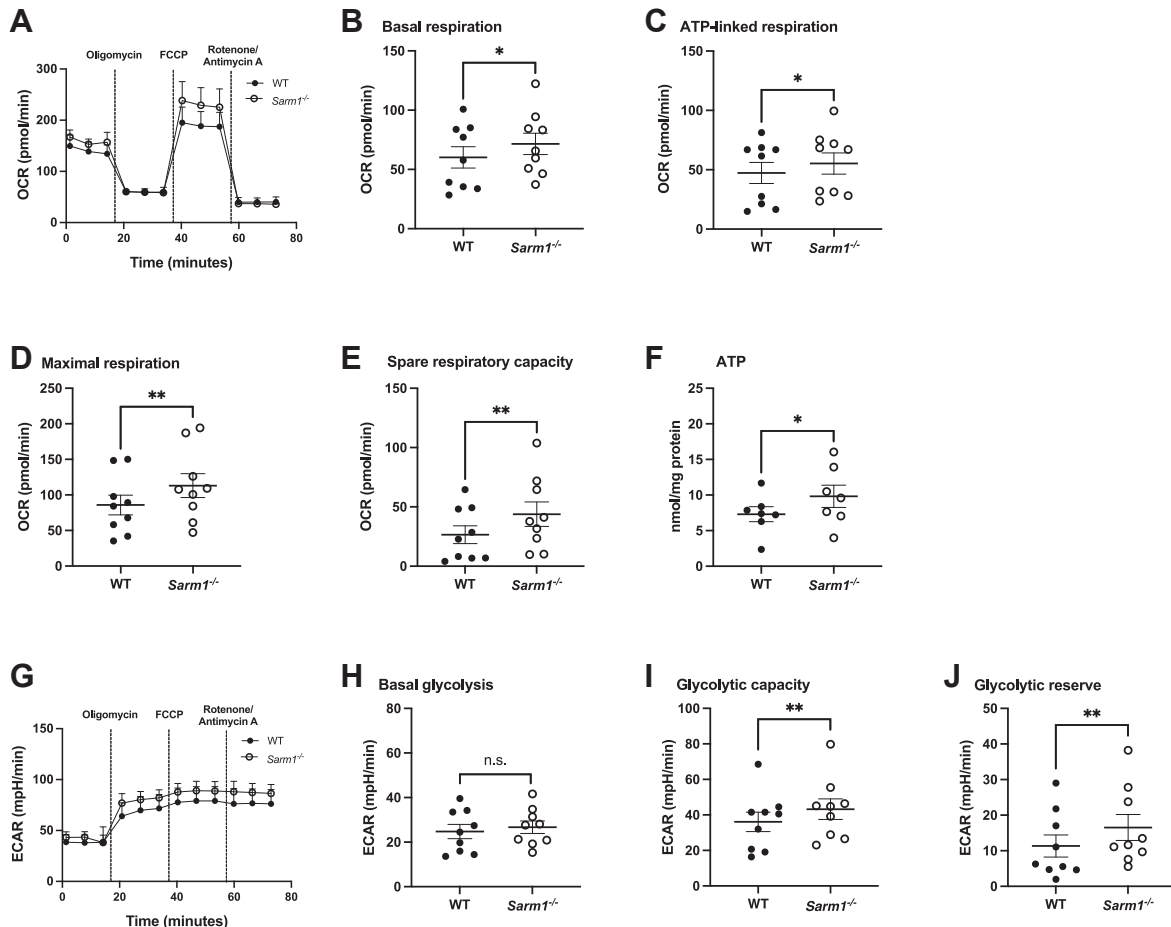 A
Oligomycin FCCP Rotenone/
Antimycin A
WT
Sarm1-/-
OCR (pmol/min)
300
200
100
0
0 20 40 60 80
Time (minutes)
B Basal respiration
OCR (pmol/min)
150
100
50
0
*
WT Sarm1-/-
C ATP-linked respiration
OCR (pmol/min)
150
100
50
0
*
WT Sarm1-/-
D Maximal respiration
OCR (pmol/min)
250
200
150
100
50
0
**
WT Sarm1-/-
E Spare respiratory capacity
OCR (pmol/min)
150
100
50
0
**
WT Sarm1-/-
F ATP
nmol/mg protein
25
20
15
10
5
0
*
WT Sarm1-/-
G
Oligomycin FCCP Rotenone/
Antimycin A
WT
Sarm1-/-
ECAR (mpH/min)
150
100
50
0
0 20 40 60 80
Time (minutes)
H Basal glycolysis
ECAR (mpH/min)
80
60
40
20
0
n.s.
WT Sarm1-/-
I Glycolytic capacity
ECAR (mpH/min)
100
80
60
40
20
0
**
WT Sarm1-/-
J Glycolytic reserve
ECAR (mpH/min)
50
40
30
20
10
0
**
WT Sarm1-/-